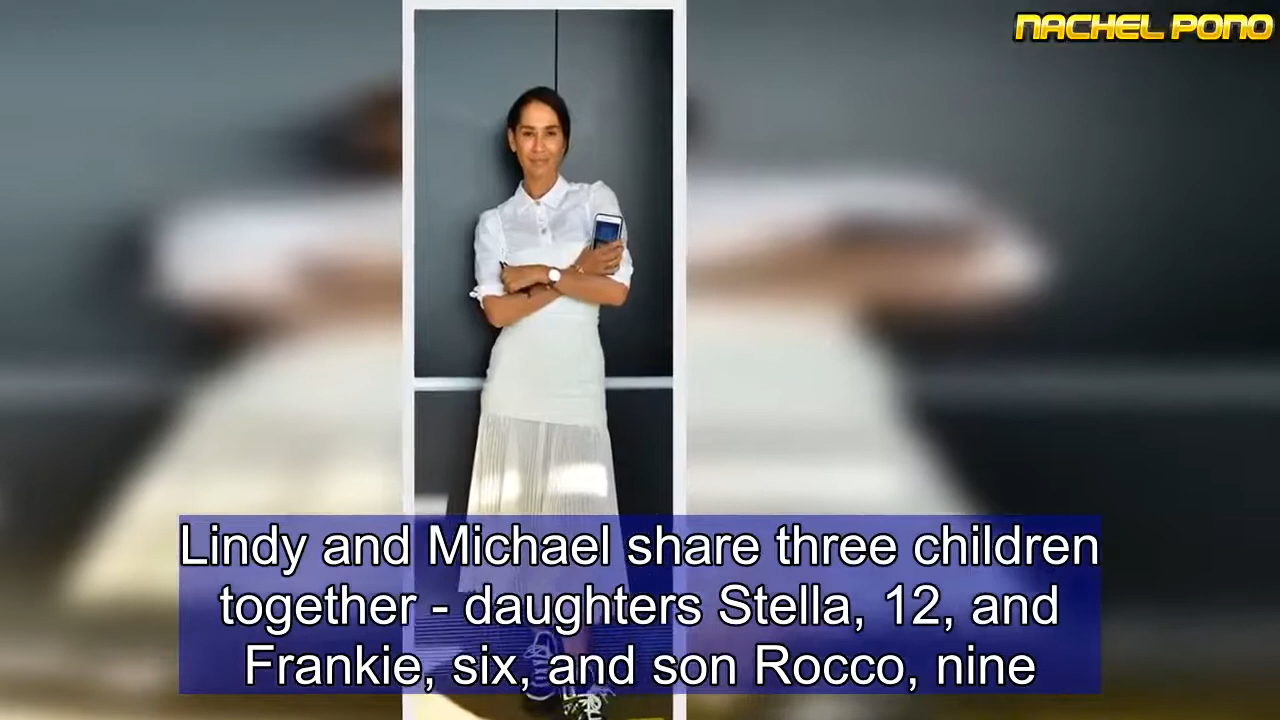 NACHEL PONO
Lindy and Michael share three children
together - daughters Stella, 12, and
Frankie, six, and son Rocco, nine